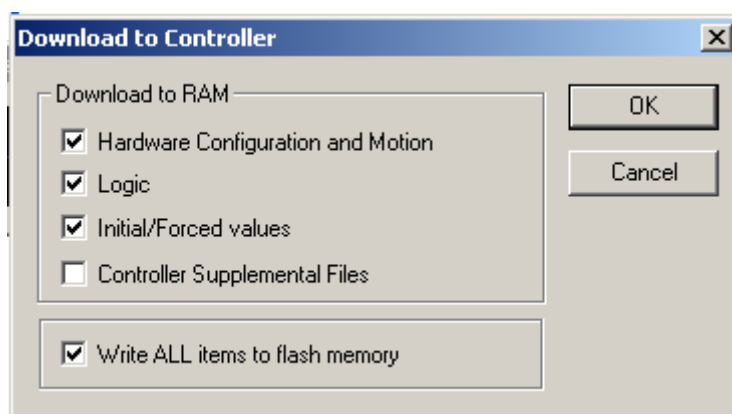 Download to Controller
Download to RAM
OK
Hardware Configuration and Motion
Cancel
Logic
Initial/Forced values
Controller Supplemental Files
Write ALL items to flash memory